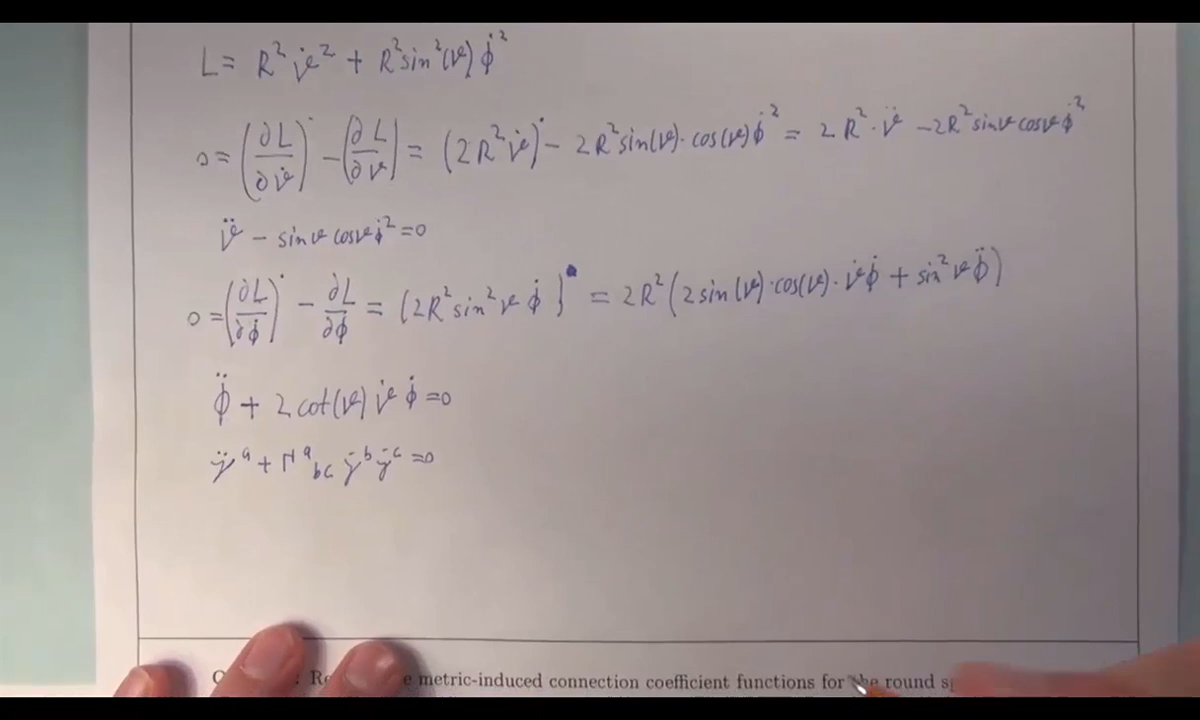 L = R² ϑ̇² + R² sin²(ϑ) ϕ̇²
0 = (∂L/∂ϑ̇)˙ − (∂L/∂ϑ) = (2R² ϑ̇)˙ − 2R² sin(ϑ)·cos(ϑ) ϕ̇² = 2R²·ϑ̈ − 2R² sinϑ cosϑ ϕ̇²
ϑ̈ − sinϑ cosϑ ϕ̇² = 0
0 = (∂L/∂ϕ̇)˙ − ∂L/∂ϕ = (2R² sin²ϑ ϕ̇)˙ = 2R² (2 sin(ϑ)·cos(ϑ)·ϑ̇ϕ̇ + sin²ϑ ϕ̈)
ϕ̈ + 2 cot(ϑ) ϑ̇ ϕ̇ = 0
γ̈ᵃ + Γᵃ_bc γ̇ᵇ γ̇ᶜ = 0
metric-induced connection coefficient functions for the round